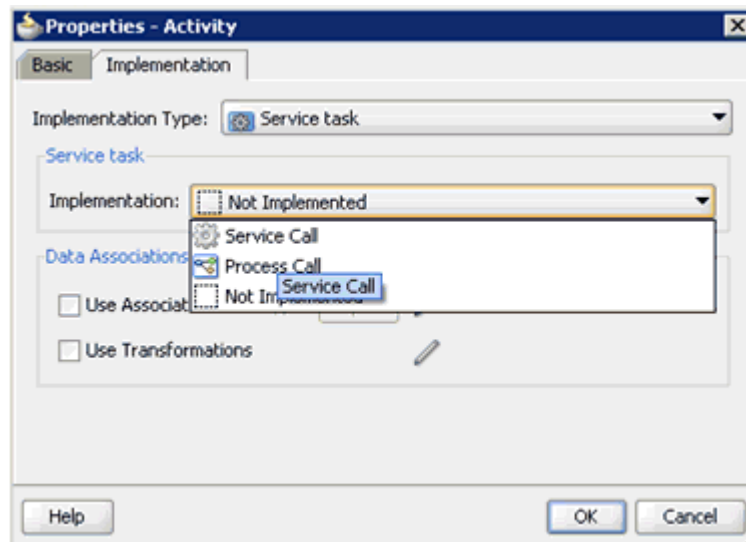 Properties - Activity
Basic Implementation
Implementation Type: Service task
Service task
Implementation: Not Implemented
Service Call
Data Associations
Process Call
Service Call
Use Associat
Not Im
Use Transformations
Help OK Cancel